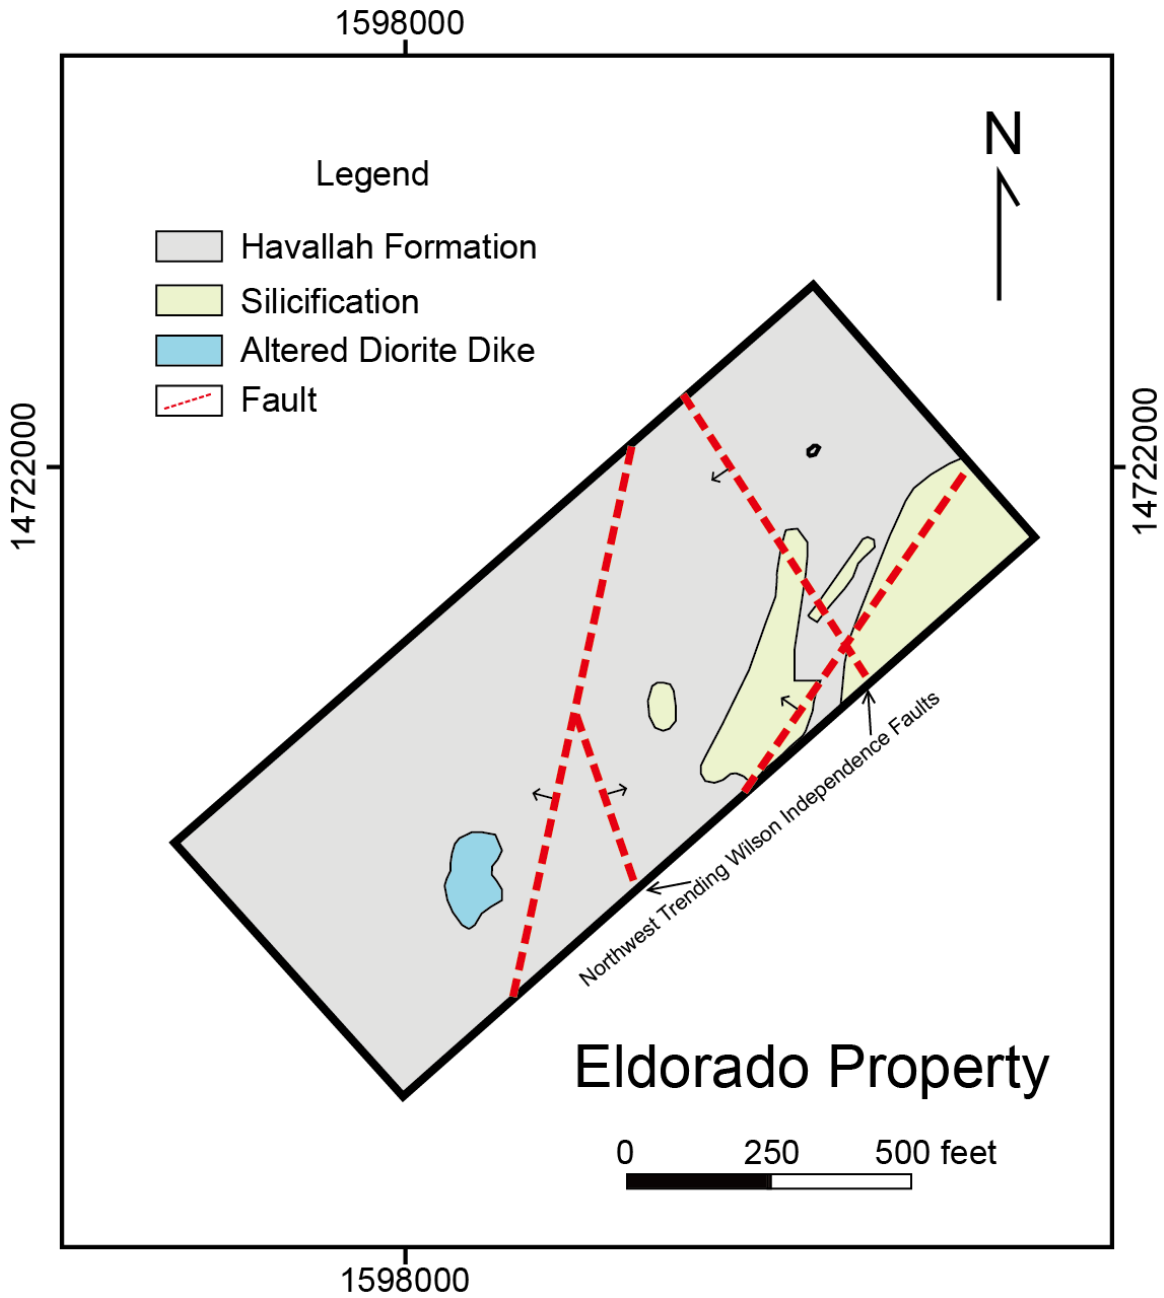 1598000
N
Legend
Havallah Formation
Silicification
Altered Diorite Dike
Fault
14722000
14722000
Northwest Trending Wilson Independence Faults
Eldorado Property
0 250 500 feet
1598000